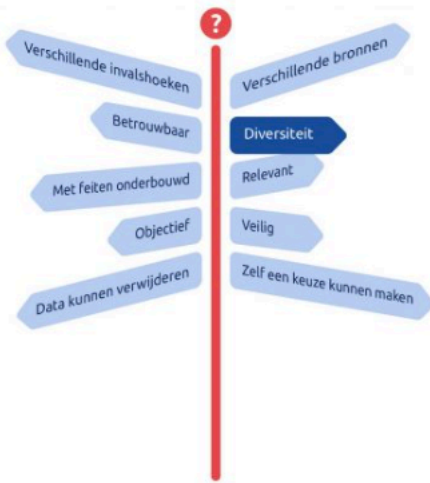 ?
Verschillende invalshoeken
Verschillende bronnen
Betrouwbaar
Diversiteit
Met feiten onderbouwd
Relevant
Objectief
Veilig
Data kunnen verwijderen
Zelf een keuze kunnen maken